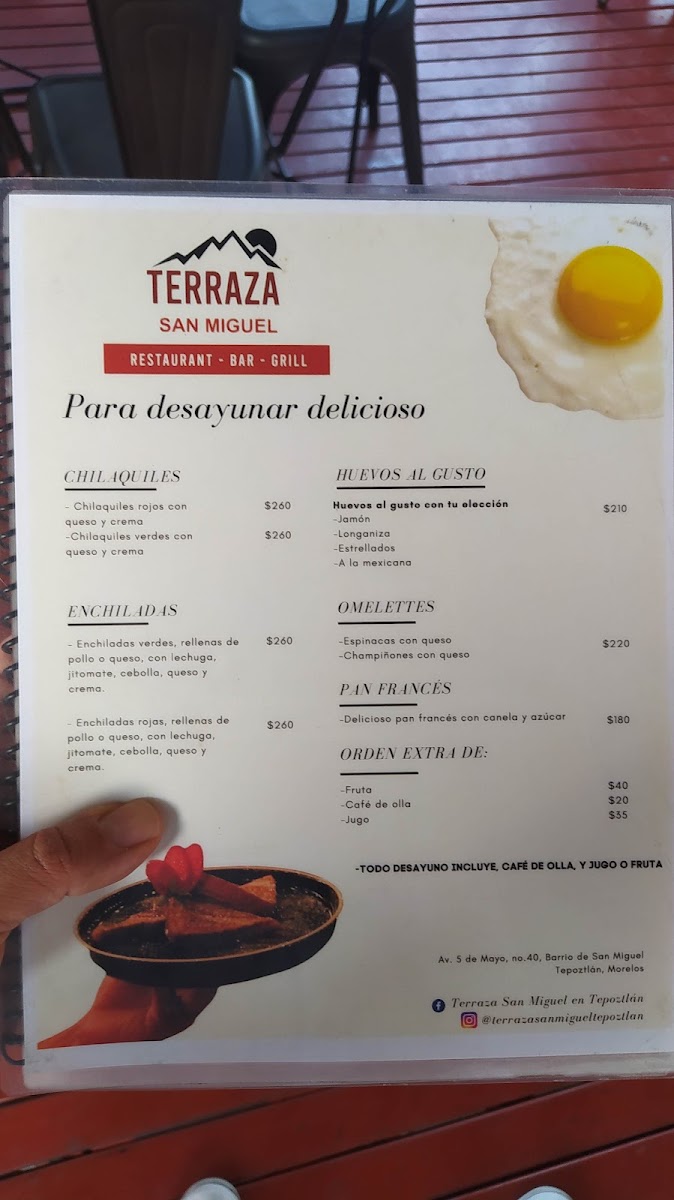 TERRAZA
SAN MIGUEL
RESTAURANT - BAR - GRILL
Para desayunar delicioso
CHILAQUILES
- Chilaquiles rojos con $260
queso y crema
-Chilaquiles verdes con $260
queso y crema
ENCHILADAS
- Enchiladas verdes, rellenas de $260
pollo o queso, con lechuga,
jitomate, cebolla, queso y
crema.
- Enchiladas rojas, rellenas de $260
pollo o queso, con lechuga,
jitomate, cebolla, queso y
crema.
HUEVOS AL GUSTO
Huevos al gusto con tu elección $210
-Jamón
-Longaniza
-Estrellados
-A la mexicana
OMELETTES
-Espinacas con queso $220
-Champiñones con queso
PAN FRANCÉS
-Delicioso pan francés con canela y azúcar $180
ORDEN EXTRA DE:
-Fruta $40
-Café de olla $20
-Jugo $35
-TODO DESAYUNO INCLUYE, CAFÉ DE OLLA, Y JUGO O FRUTA
Av. 5 de Mayo, no.40, Barrio de San Miguel
Tepoztlán, Morelos
Terraza San Miguel en Tepoztlán
@terrazasanmigueltepoztlan